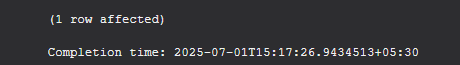 (1 row affected)
Completion time: 2025-07-01T15:17:26.9434513+05:30